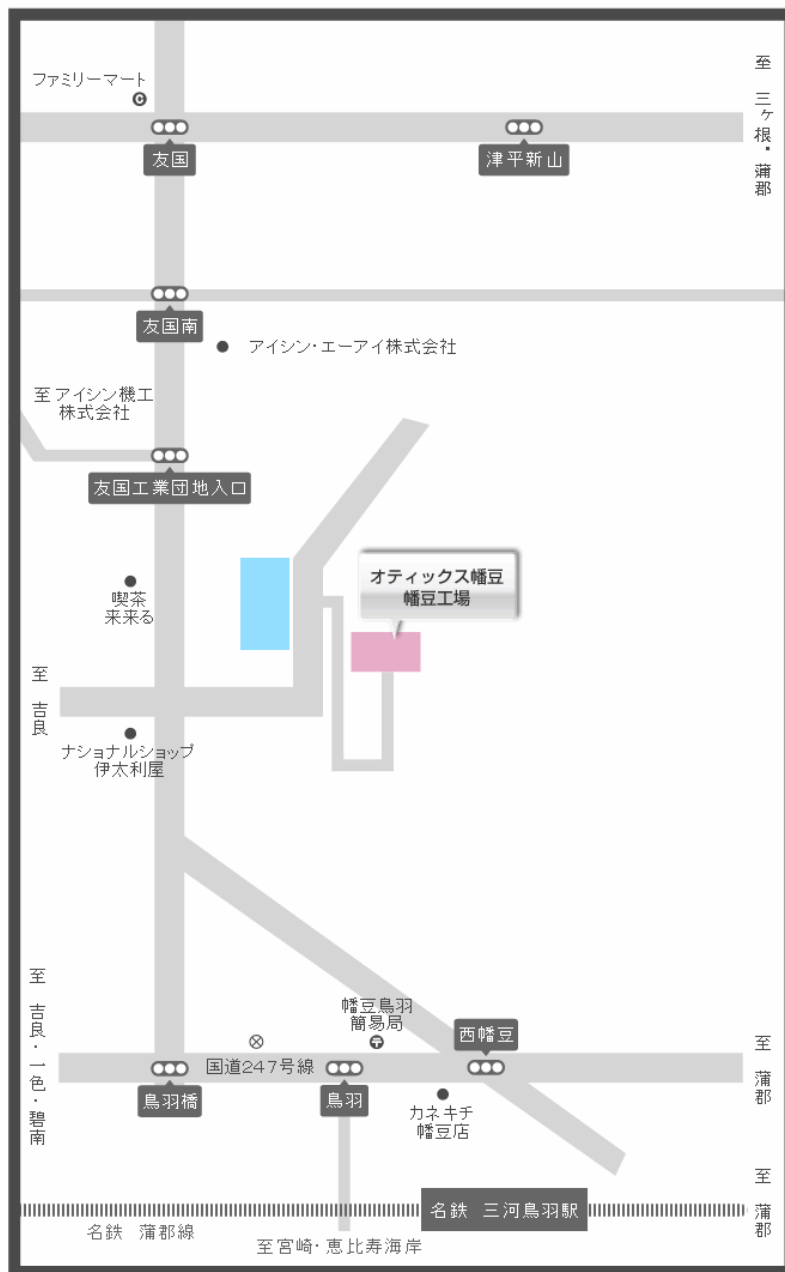 ファミリーマート
至 三ヶ根・蒲郡
友国
津平新山
友国南
アイシン・エーアイ株式会社
至アイシン機工
株式会社
友国工業団地入口
オティックス幡豆
幡豆工場
喫茶
来来る
至 吉良
ナショナルショップ
伊太利屋
至 吉良・一色・碧南
幡豆鳥羽
簡易局
西幡豆
至 蒲郡
国道247号線
鳥羽橋
鳥羽
カネキチ
幡豆店
至 蒲郡
名鉄 三河鳥羽駅
名鉄 蒲郡線
至宮崎・恵比寿海岸